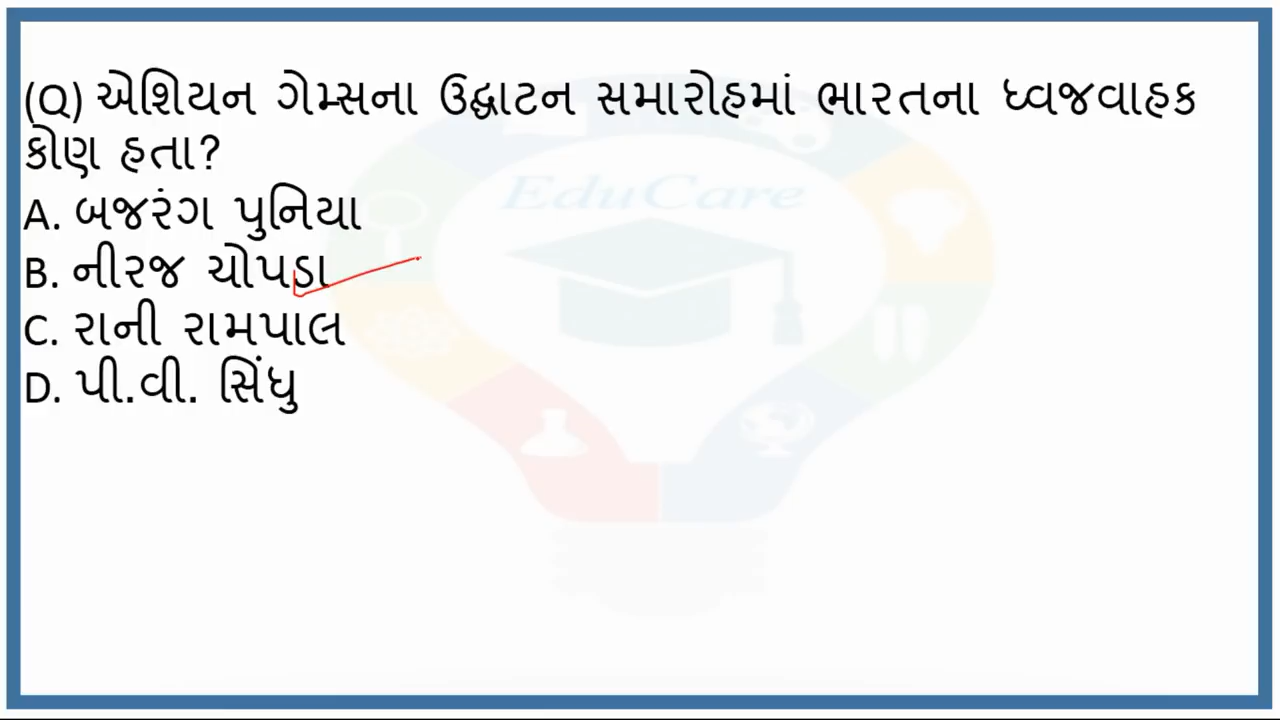 (Q) એશિયન ગેમ્સના ઉદ્ઘાટન સમારોહમાં ભારતના ધ્વજવાહક
કોણ હતા?
EduCare
A. બજરંગ પુનિયા
B. નીરજ ચોપડા
C. રાની રામપાલ
D. પી.વી. સિંધુ